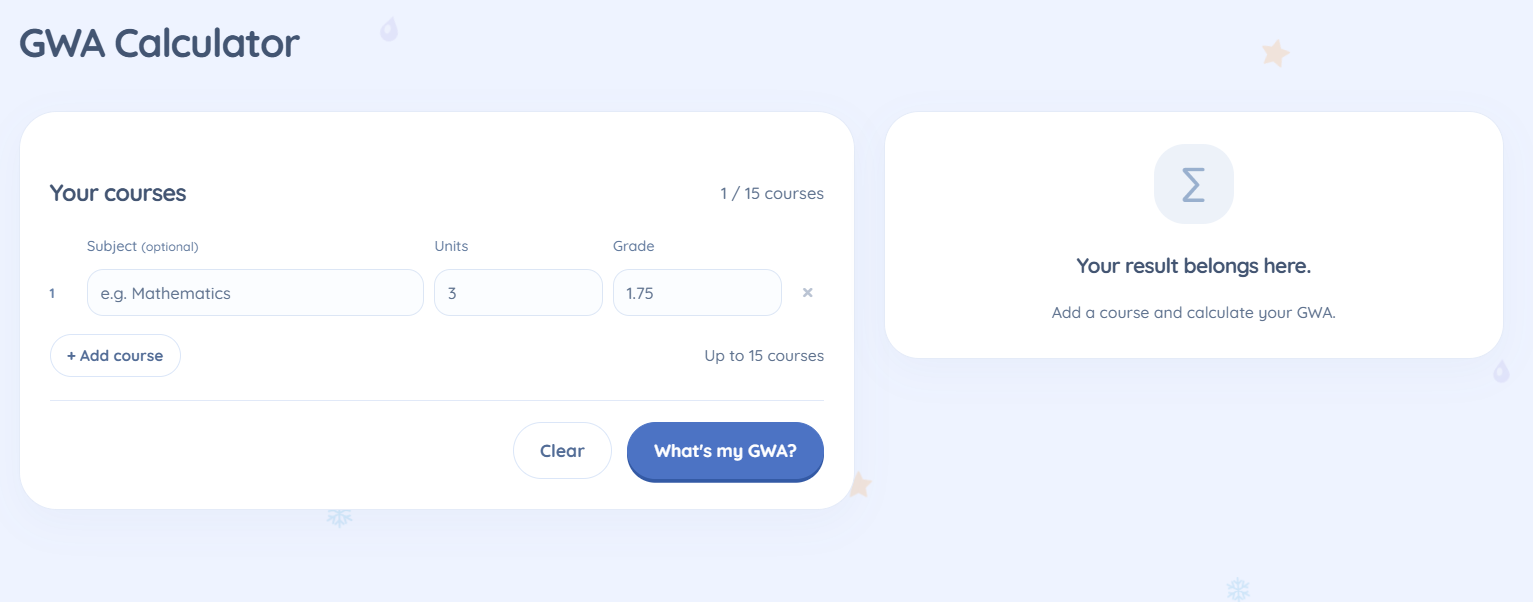 GWA Calculator
Your courses
1 / 15 courses
Subject (optional)
Units
Grade
1
e.g. Mathematics
3
1.75
×
+ Add course
Up to 15 courses
Clear
What's my GWA?
Σ
Your result belongs here.
Add a course and calculate your GWA.